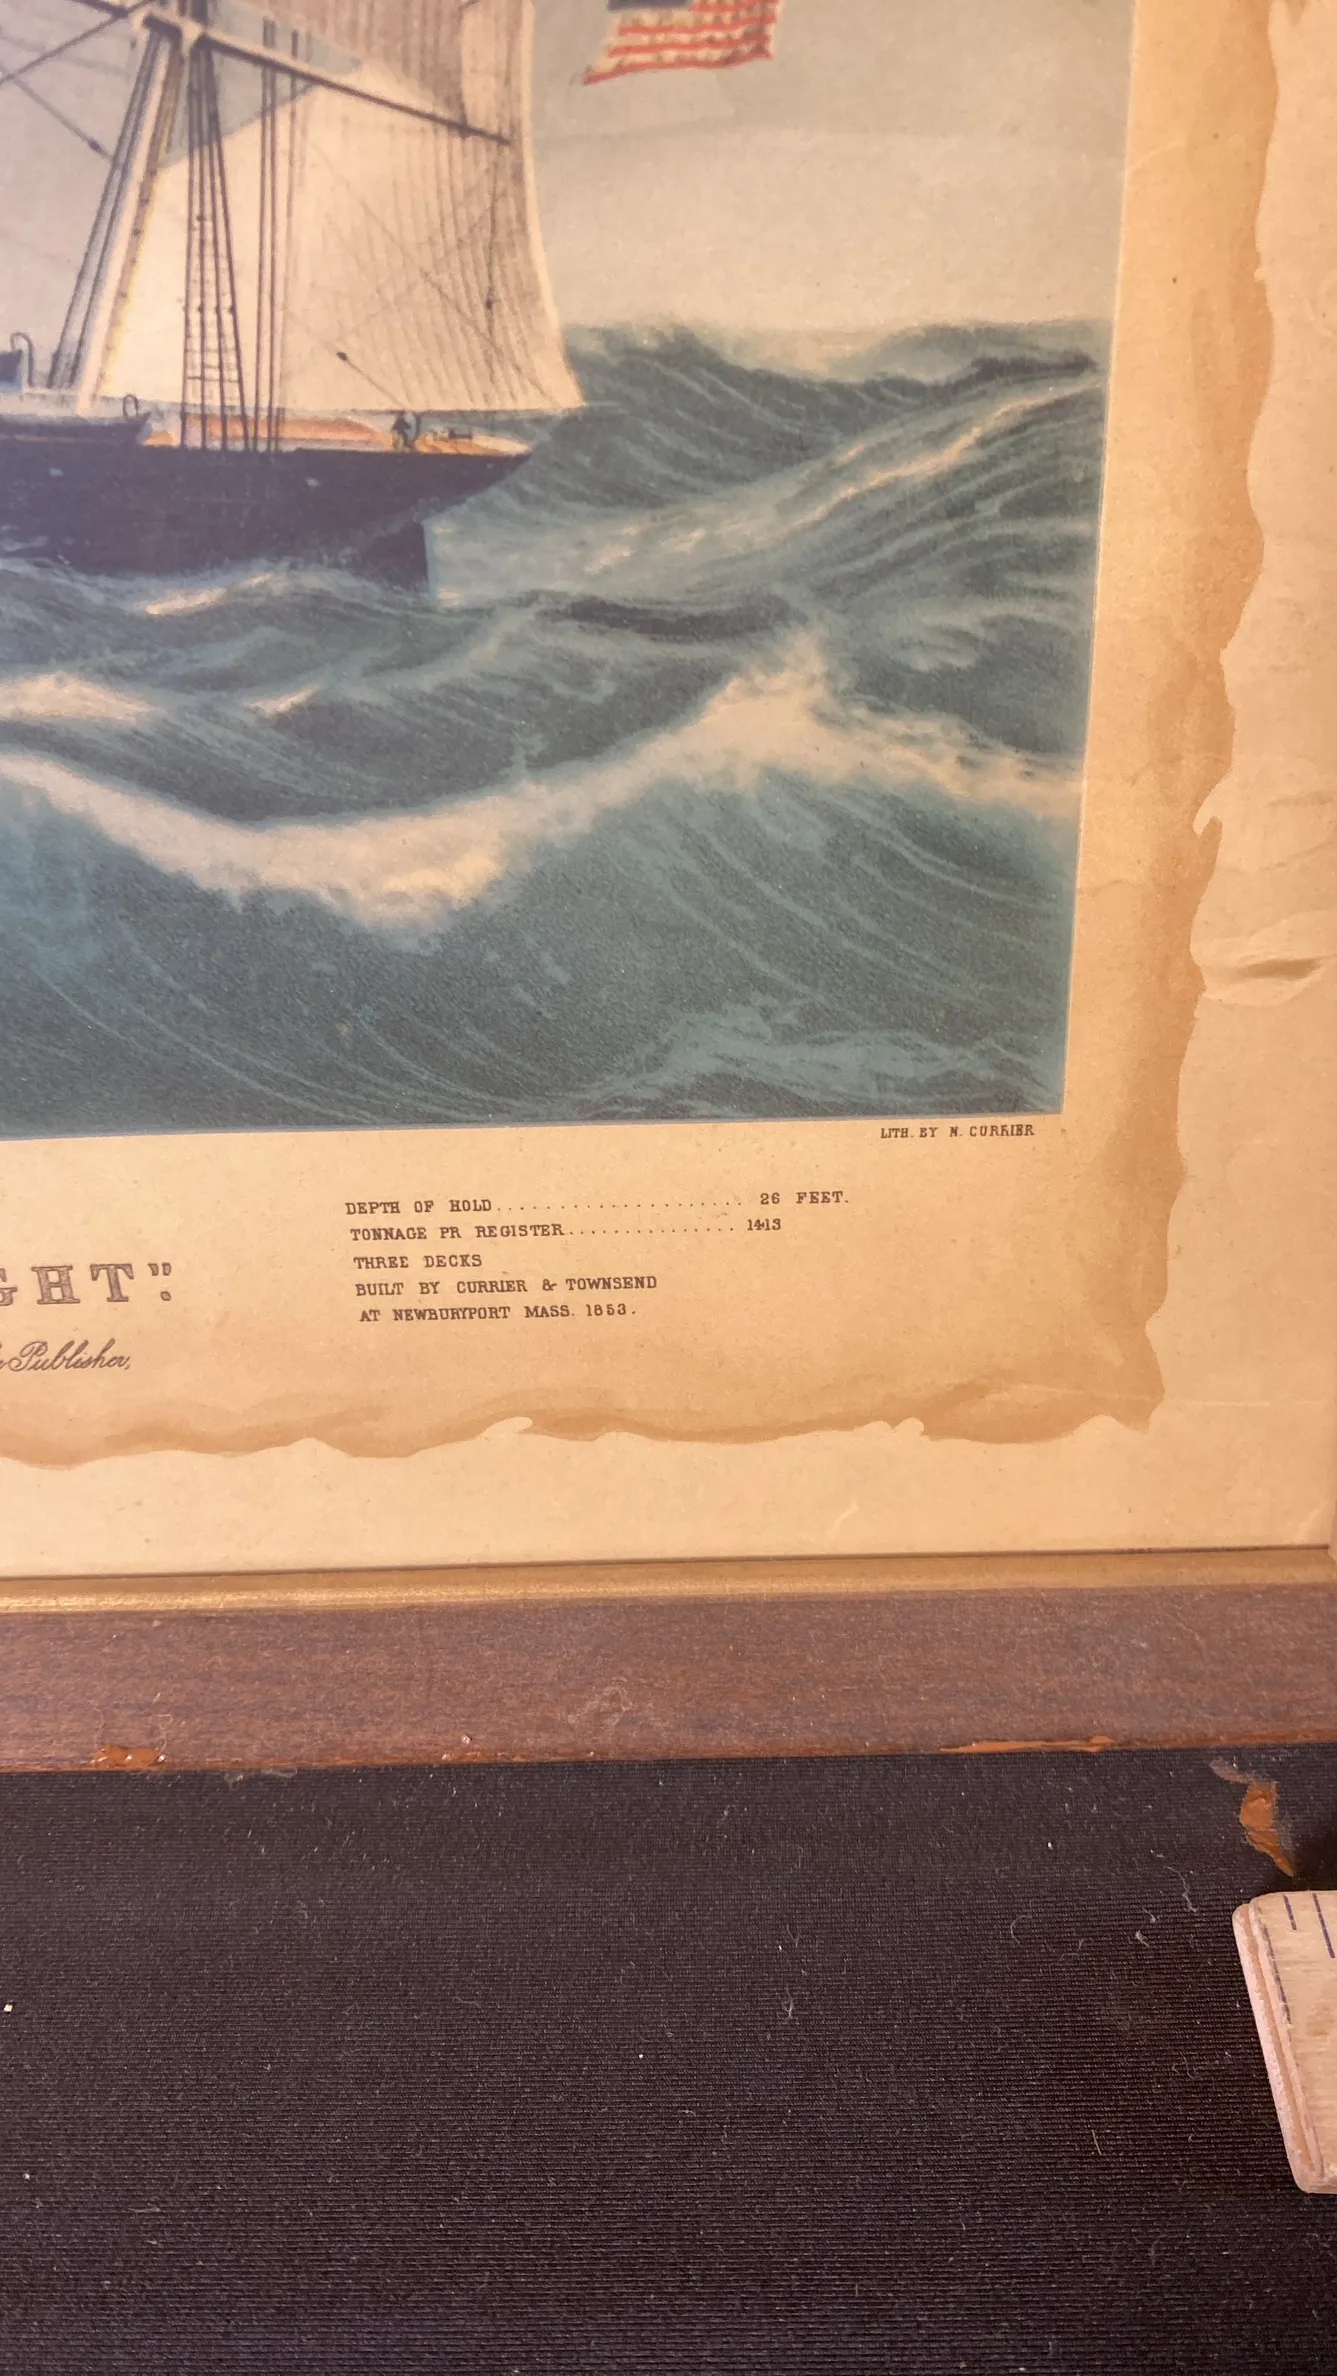 LITH. BY N. CURRIER
DEPTH OF HOLD...................... 26 FEET.
TONNAGE PR REGISTER............... 1413
THREE DECKS
BUILT BY CURRIER & TOWNSEND
AT NEWBURYPORT MASS. 1853.
GHT".
Publisher,